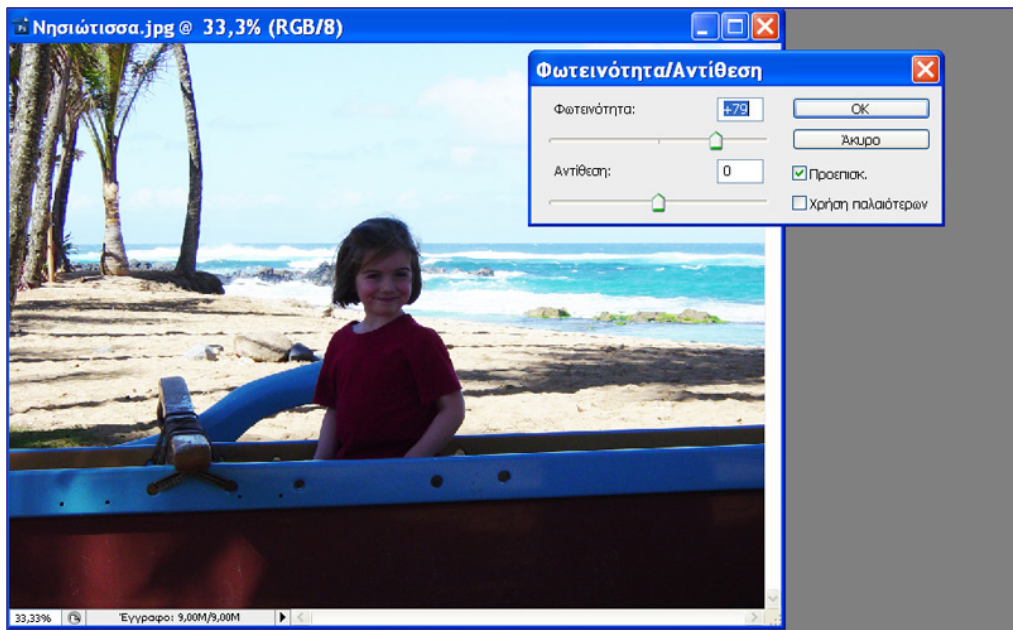 Νησιώτισσα.jpg @ 33,3% (RGB/8)
Φωτεινότητα/Αντίθεση
Φωτεινότητα: +79 OK
Άκυρο
Αντίθεση: 0 Προεπισκ.
Χρήση παλαιότερων
33,33% Έγγραφο: 9,00M/9,00M